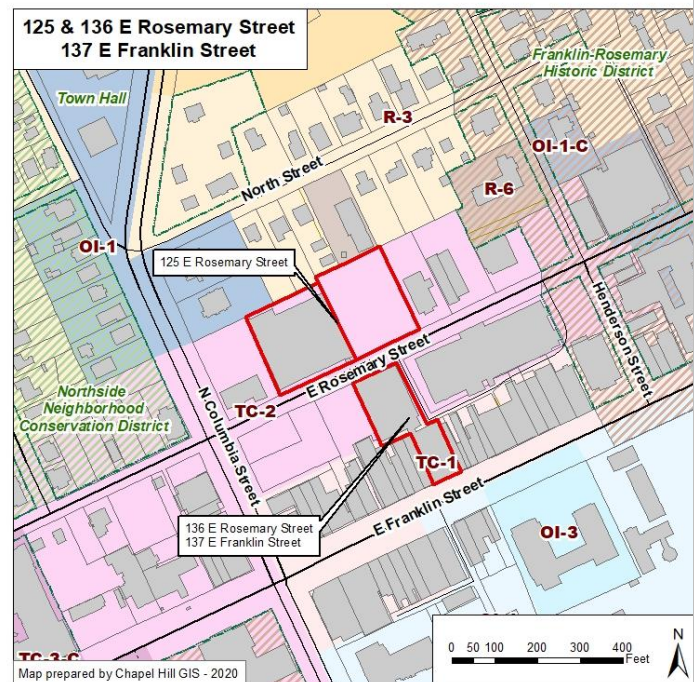 125 & 136 E Rosemary Street
137 E Franklin Street
Town Hall
Franklin-Rosemary
Historic District
R-3
OI-1-C
North Street
R-6
OI-1
125 E Rosemary Street
Henderson Street
E Rosemary Street
Northside
Neighborhood
Conservation District
N Columbia Street
TC-2
TC-1
E Franklin Street
136 E Rosemary Street
137 E Franklin Street
OI-3
TC-3-C
0 50 100 200 300 400
Feet
N
Map prepared by Chapel Hill GIS - 2020